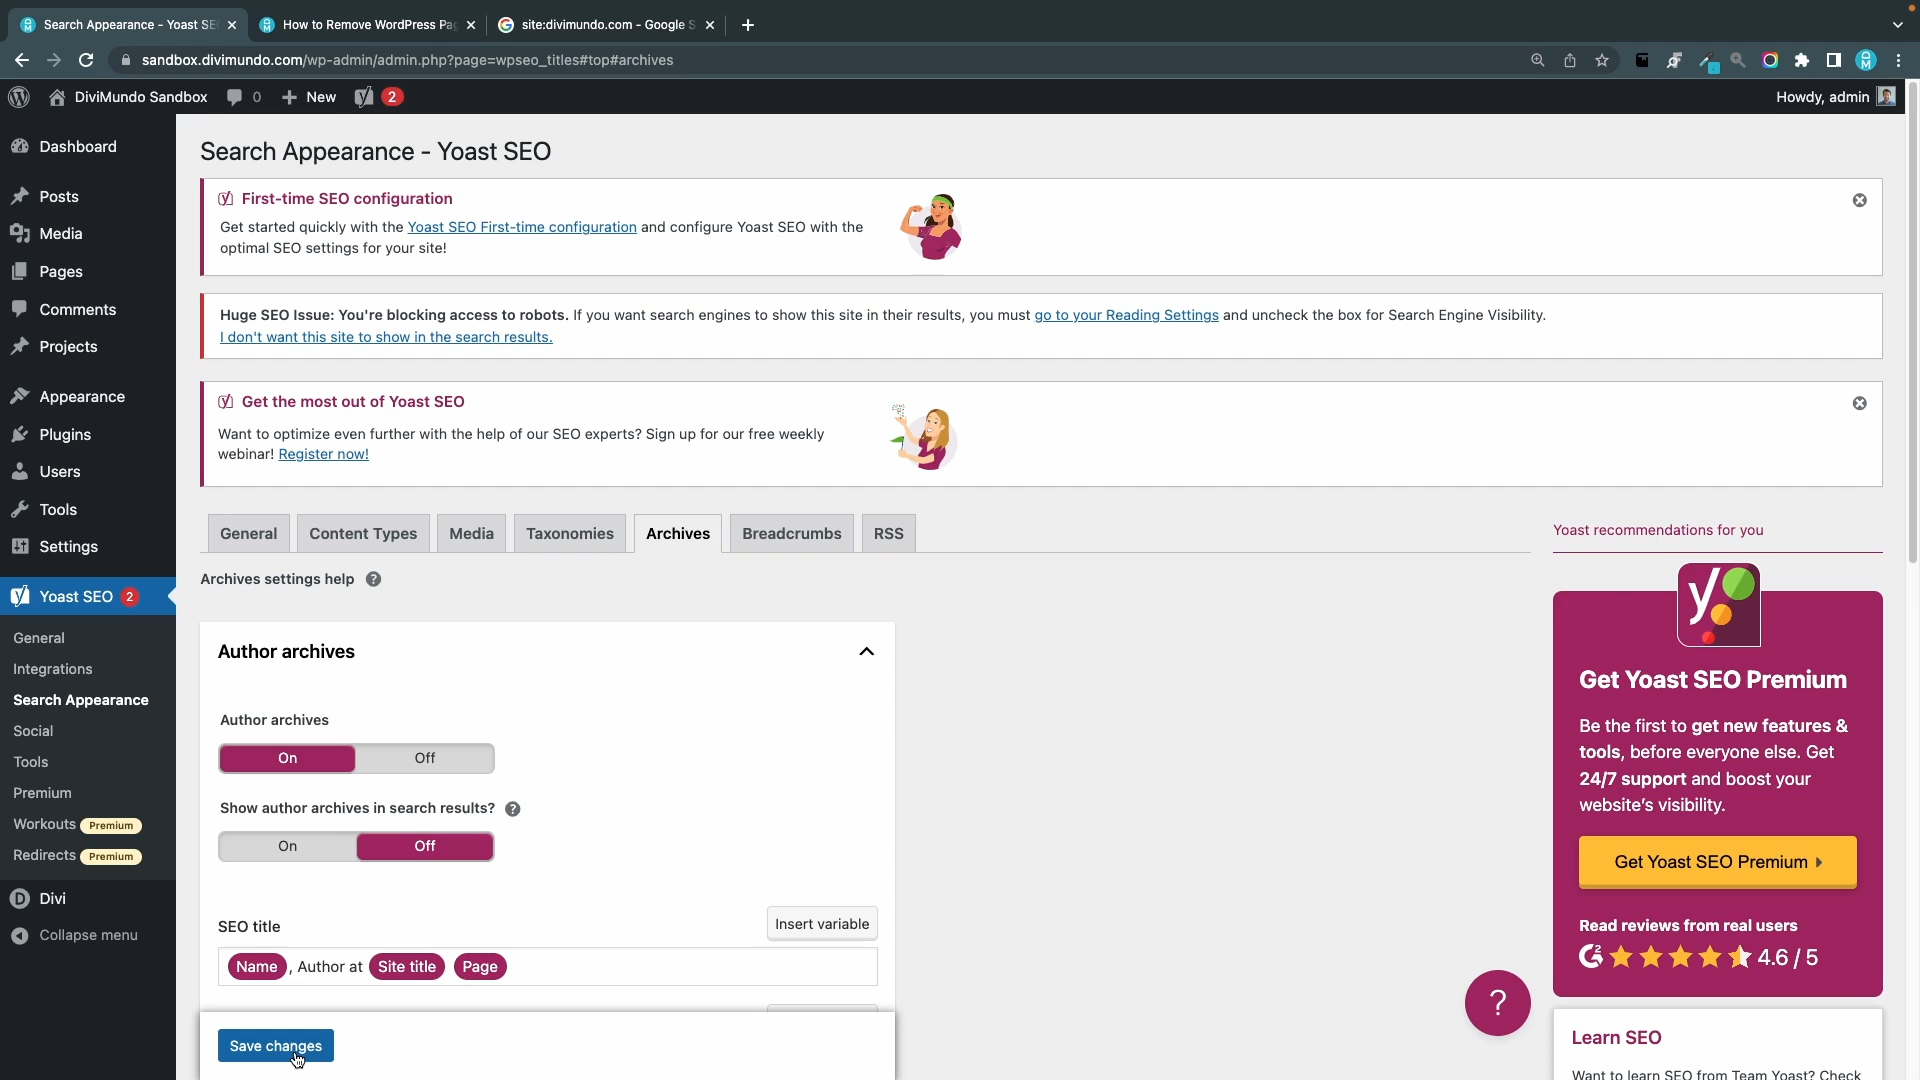 Search Appearance - Yoast SE
How to Remove WordPress Pa
site:divimundo.com - Google S
sandbox.divimundo.com/wp-admin/admin.php?page=wpseo_titles#top#archives
DiviMundo Sandbox
0
New
2
Howdy, admin
Dashboard
Posts
Media
Pages
Comments
Projects
Appearance
Plugins
Users
Tools
Settings
Yoast SEO 2
General
Integrations
Search Appearance
Social
Tools
Premium
Workouts Premium
Redirects Premium
Divi
Collapse menu
Search Appearance - Yoast SEO
First-time SEO configuration
Get started quickly with the Yoast SEO First-time configuration and configure Yoast SEO with the
optimal SEO settings for your site!
Huge SEO Issue: You're blocking access to robots. If you want search engines to show this site in their results, you must go to your Reading Settings and uncheck the box for Search Engine Visibility.
I don't want this site to show in the search results.
Get the most out of Yoast SEO
Want to optimize even further with the help of our SEO experts? Sign up for our free weekly
webinar! Register now!
General
Content Types
Media
Taxonomies
Archives
Breadcrumbs
RSS
Archives settings help ?
Author archives
Author archives
On
Off
Show author archives in search results? ?
On
Off
SEO title
Insert variable
Name , Author at Site title Page
Save changes
?
Yoast recommendations for you
Get Yoast SEO Premium
Be the first to get new features &
tools, before everyone else. Get
24/7 support and boost your
website's visibility.
Get Yoast SEO Premium
Read reviews from real users
4.6 / 5
Learn SEO
Want to learn SEO from Team Yoast? Check